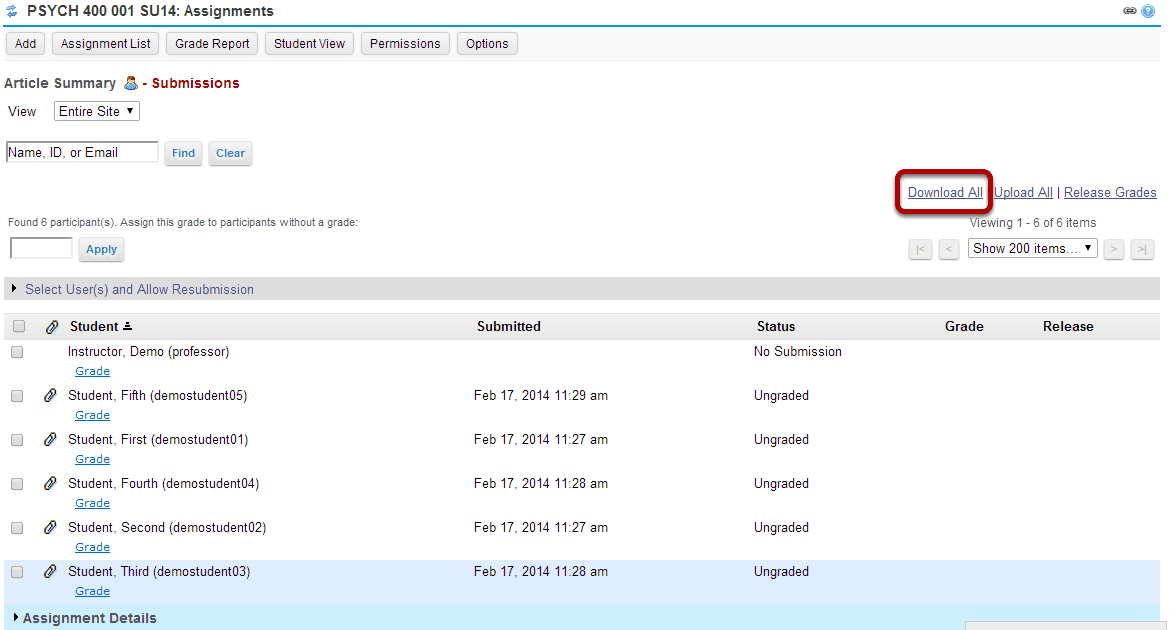 PSYCH 400 001 SU14: Assignments
Add Assignment List Grade Report Student View Permissions Options
Article Summary - Submissions
View Entire Site
Name, ID, or Email Find Clear
Download All Upload All | Release Grades
Found 6 participant(s). Assign this grade to participants without a grade:
Viewing 1 - 6 of 6 items
Apply
|< < Show 200 items... > >|
Select User(s) and Allow Resubmission
Student Submitted Status Grade Release
Instructor, Demo (professor) No Submission
Grade
Student, Fifth (demostudent05) Feb 17, 2014 11:29 am Ungraded
Grade
Student, First (demostudent01) Feb 17, 2014 11:27 am Ungraded
Grade
Student, Fourth (demostudent04) Feb 17, 2014 11:28 am Ungraded
Grade
Student, Second (demostudent02) Feb 17, 2014 11:27 am Ungraded
Grade
Student, Third (demostudent03) Feb 17, 2014 11:28 am Ungraded
Grade
Assignment Details